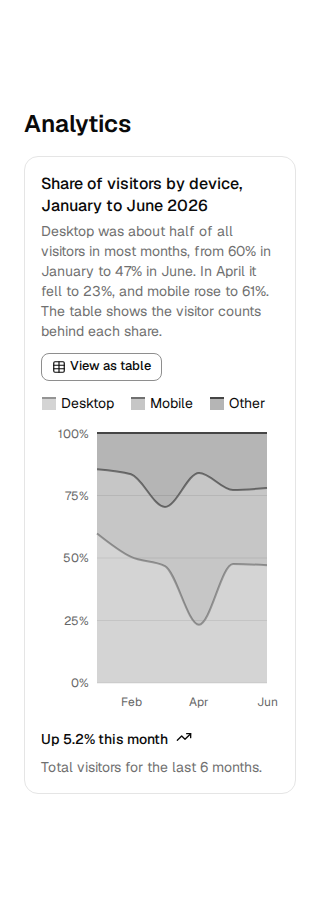 Analytics
Share of visitors by device,
January to June 2026
Desktop was about half of all
visitors in most months, from 60% in
January to 47% in June. In April it
fell to 23%, and mobile rose to 61%.
The table shows the visitor counts
behind each share.
View as table
Desktop Mobile Other
100%
75%
50%
25%
0%
Feb Apr Jun
Up 5.2% this month
Total visitors for the last 6 months.